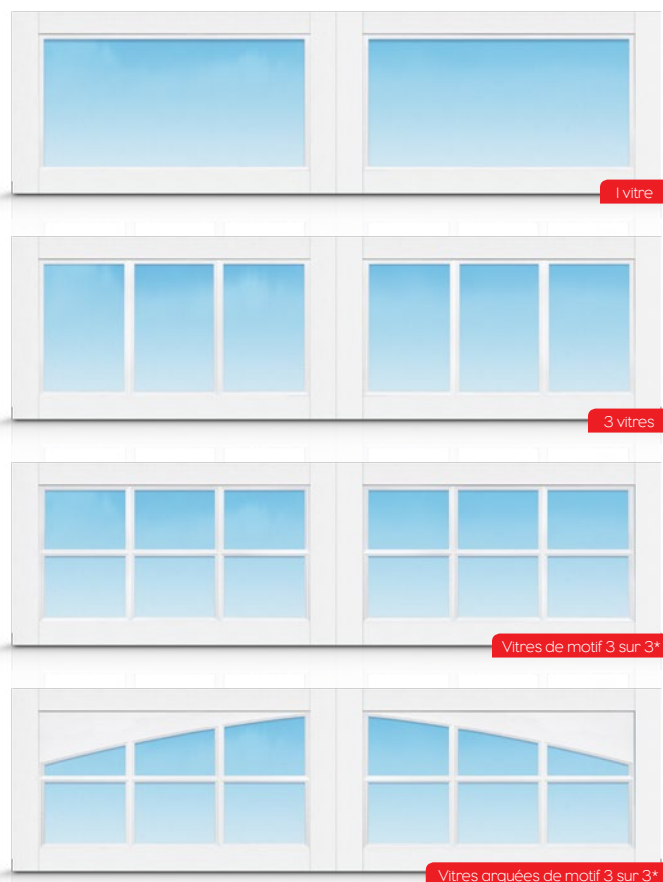 1 vitre
3 vitres
Vitres de motif 3 sur 3*
Vitres arquées de motif 3 sur 3*